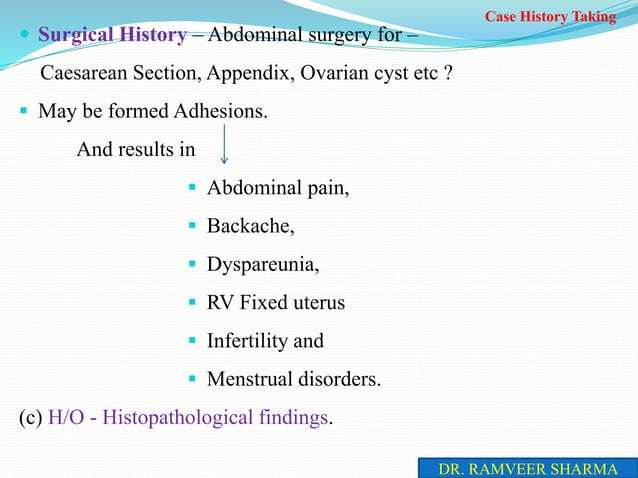 Case History Taking
Surgical History – Abdominal surgery for –
Caesarean Section, Appendix, Ovarian cyst etc ?
May be formed Adhesions.
And results in
Abdominal pain,
Backache,
Dyspareunia,
RV Fixed uterus
Infertility and
Menstrual disorders.
(c) H/O - Histopathological findings.
DR. RAMVEER SHARMA